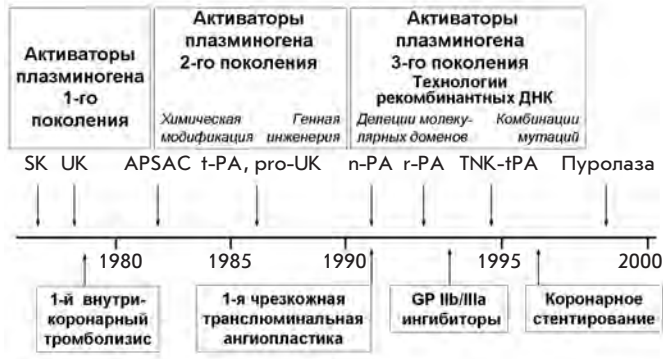 Активаторы
плазминогена
1-го
поколения
Активаторы
плазминогена
2-го поколения
Химическая Генная
модификация инженерия
Активаторы
плазминогена
3-го поколения
Технологии
рекомбинантных ДНК
Делеции молеку- Комбинации
лярных доменов мутаций
SK UK APSAC t-PA, pro-UK n-PA r-PA TNK-tPA Пуролаза
1980 1985 1990 1995 2000
1-й внутри-
коронарный
тромболизис
1-я чрезкожная
транслюминальная
ангиопластика
GP IIb/IIIa
ингибиторы
Коронарное
стентирование